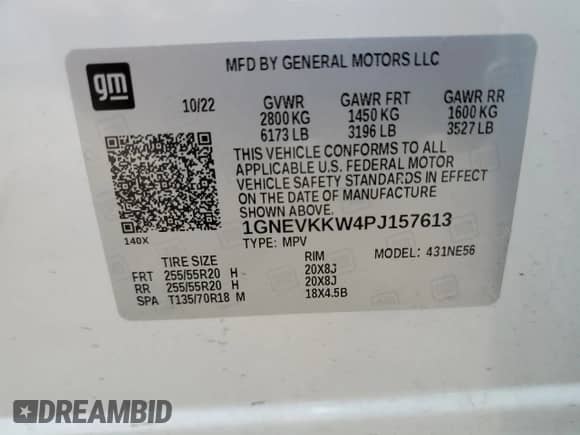 gm
MFD BY GENERAL MOTORS LLC
10/22 GVWR GAWR FRT GAWR RR
2800 KG 1450 KG 1600 KG
6173 LB 3196 LB 3527 LB
THIS VEHICLE CONFORMS TO ALL
APPLICABLE U.S. FEDERAL MOTOR
VEHICLE SAFETY STANDARDS IN EFFECT
ON THE DATE OF MANUFACTURE
SHOWN ABOVE.
1GNEVKKW4PJ157613
140X TYPE: MPV MODEL: 431NE56
TIRE SIZE RIM
FRT 255/55R20 H 20X8J
RR 255/55R20 H 20X8J
SPA T135/70R18 M 18X4.5B
DREAMBID